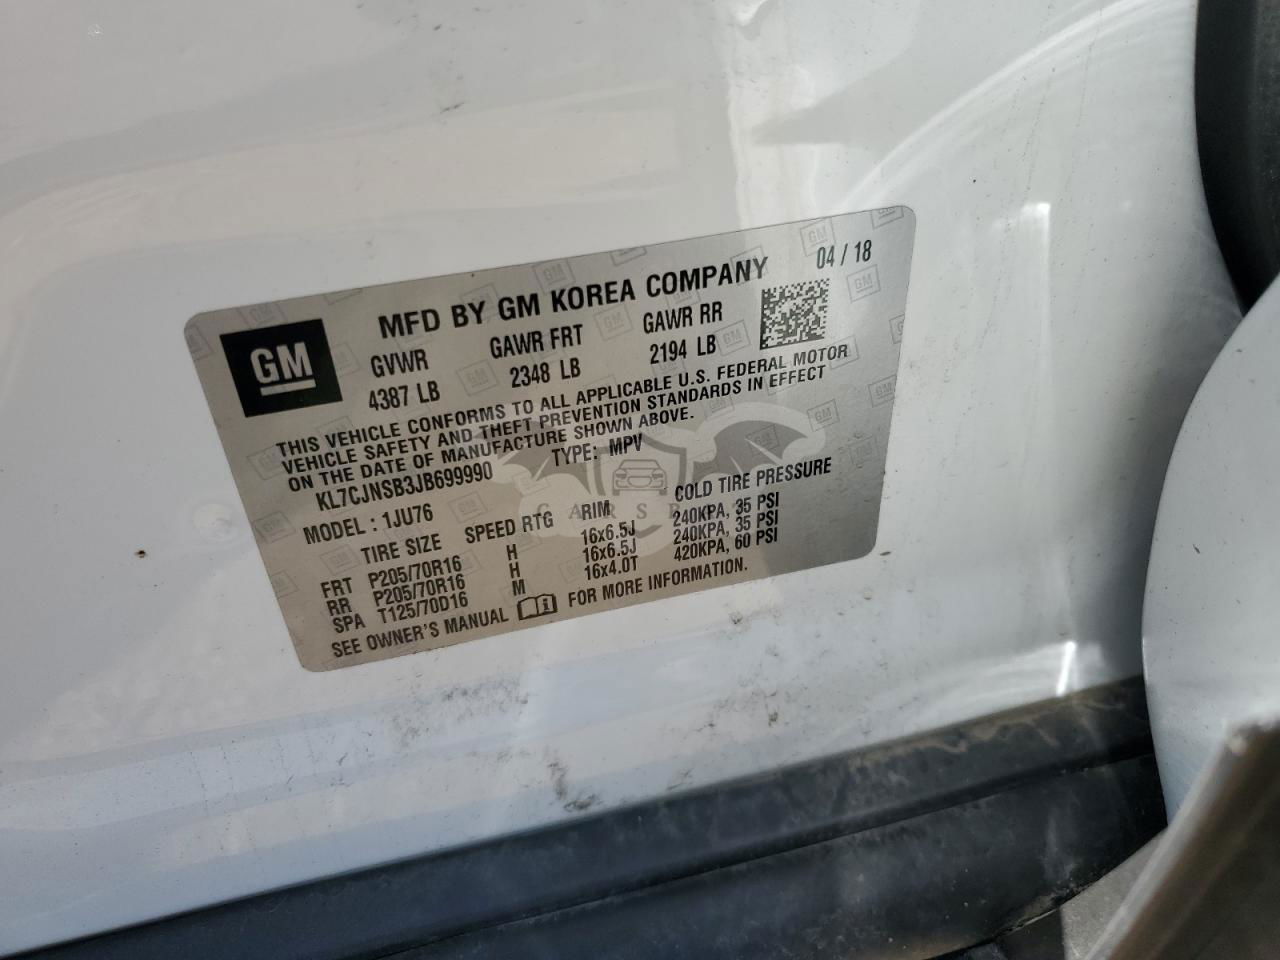 MFD BY GM KOREA COMPANY 04 / 18
GM
GVWR GAWR FRT GAWR RR
4387 LB 2348 LB 2194 LB
THIS VEHICLE CONFORMS TO ALL APPLICABLE U.S. FEDERAL MOTOR
VEHICLE SAFETY AND THEFT PREVENTION STANDARDS IN EFFECT
ON THE DATE OF MANUFACTURE SHOWN ABOVE.
KL7CJNSB3JB699990 TYPE: MPV
MODEL : 1JU76
TIRE SIZE SPEED RTG RIM COLD TIRE PRESSURE
FRT P205/70R16 H 16x6.5J 240KPA, 35 PSI
RR P205/70R16 H 16x6.5J 240KPA, 35 PSI
SPA T125/70D16 M 16x4.0T 420KPA, 60 PSI
SEE OWNER'S MANUAL FOR MORE INFORMATION.